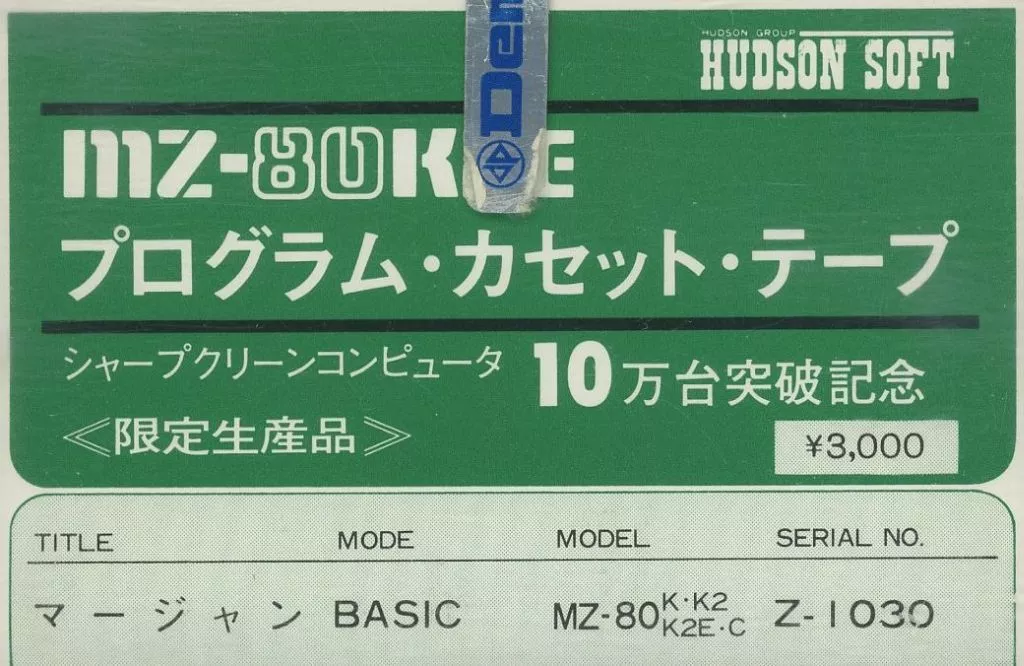 HUDSON GROUP
HUDSON SOFT
MZ-80K E
プログラム・カセット・テープ
シャープクリーンコンピュータ 10万台突破記念
≪限定生産品≫
¥3,000
TITLE MODE MODEL SERIAL NO.
マージャン BASIC MZ-80 K・K2 K2E・C Z-1030